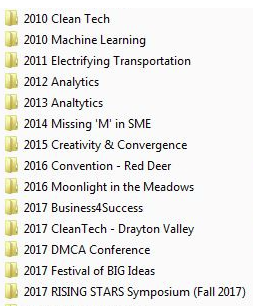 2010 Clean Tech
2010 Machine Learning
2011 Electrifying Transportation
2012 Analytics
2013 Analtytics
2014 Missing 'M' in SME
2015 Creativity & Convergence
2016 Convention - Red Deer
2016 Moonlight in the Meadows
2017 Business4Success
2017 CleanTech - Drayton Valley
2017 DMCA Conference
2017 Festival of BIG Ideas
2017 RISING STARS Symposium (Fall 2017)